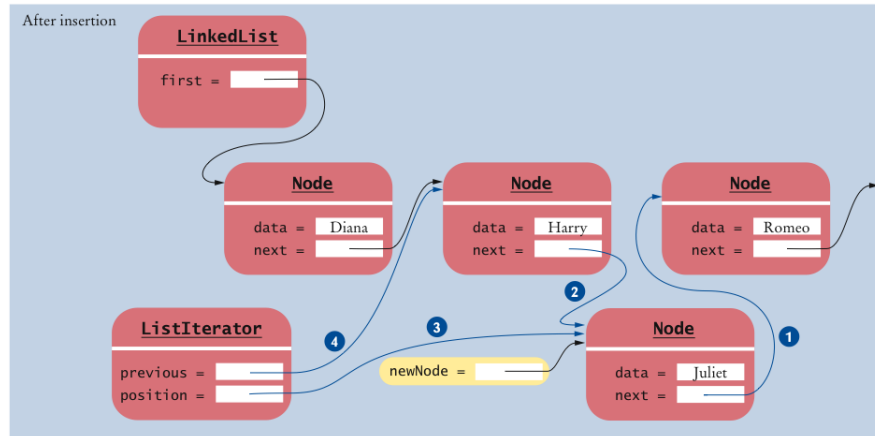 After insertion
LinkedList
first =
Node
data = Diana
next =
Node
data = Harry
next =
Node
data = Romeo
next =
2
1
3
4
ListIterator
previous =
position =
newNode =
Node
data = Juliet
next =